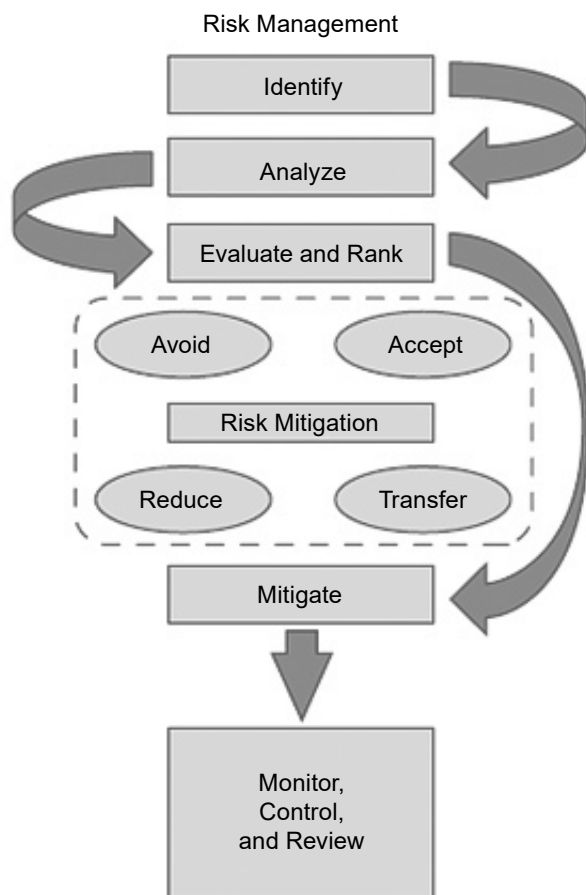 Risk Management
Identify
Analyze
Evaluate and Rank
Avoid
Accept
Risk Mitigation
Reduce
Transfer
Mitigate
Monitor,
Control,
and Review